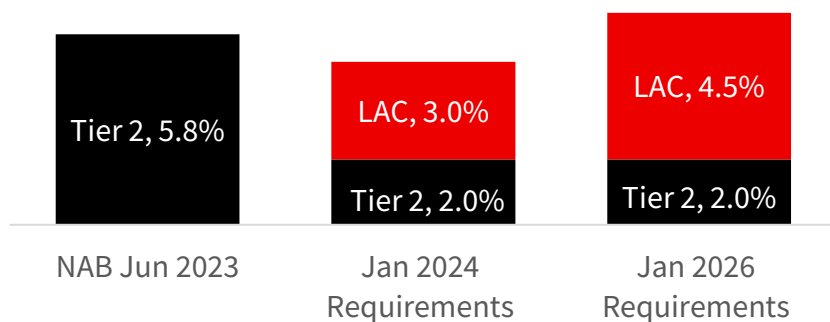 Tier 2, 5.8%
LAC, 3.0%
Tier 2, 2.0%
LAC, 4.5%
Tier 2, 2.0%
NAB Jun 2023
Jan 2024
Requirements
Jan 2026
Requirements